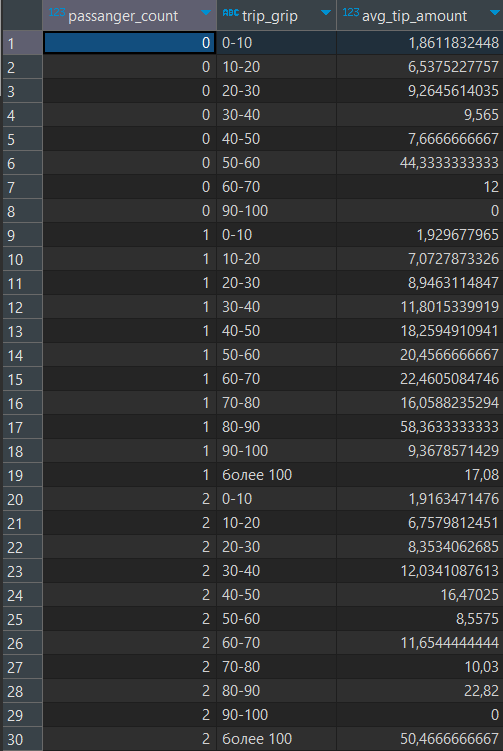 123 passanger_count ABC trip_grip 123 avg_tip_amount
1 0 0-10 1,8611832448
2 0 10-20 6,5375227757
3 0 20-30 9,2645614035
4 0 30-40 9,565
5 0 40-50 7,6666666667
6 0 50-60 44,3333333333
7 0 60-70 12
8 0 90-100 0
9 1 0-10 1,929677965
10 1 10-20 7,0727873326
11 1 20-30 8,9463114847
12 1 30-40 11,8015339919
13 1 40-50 18,2594910941
14 1 50-60 20,4566666667
15 1 60-70 22,4605084746
16 1 70-80 16,0588235294
17 1 80-90 58,3633333333
18 1 90-100 9,3678571429
19 1 более 100 17,08
20 2 0-10 1,9163471476
21 2 10-20 6,7579812451
22 2 20-30 8,3534062685
23 2 30-40 12,0341087613
24 2 40-50 16,47025
25 2 50-60 8,5575
26 2 60-70 11,6544444444
27 2 70-80 10,03
28 2 80-90 22,82
29 2 90-100 0
30 2 более 100 50,4666666667